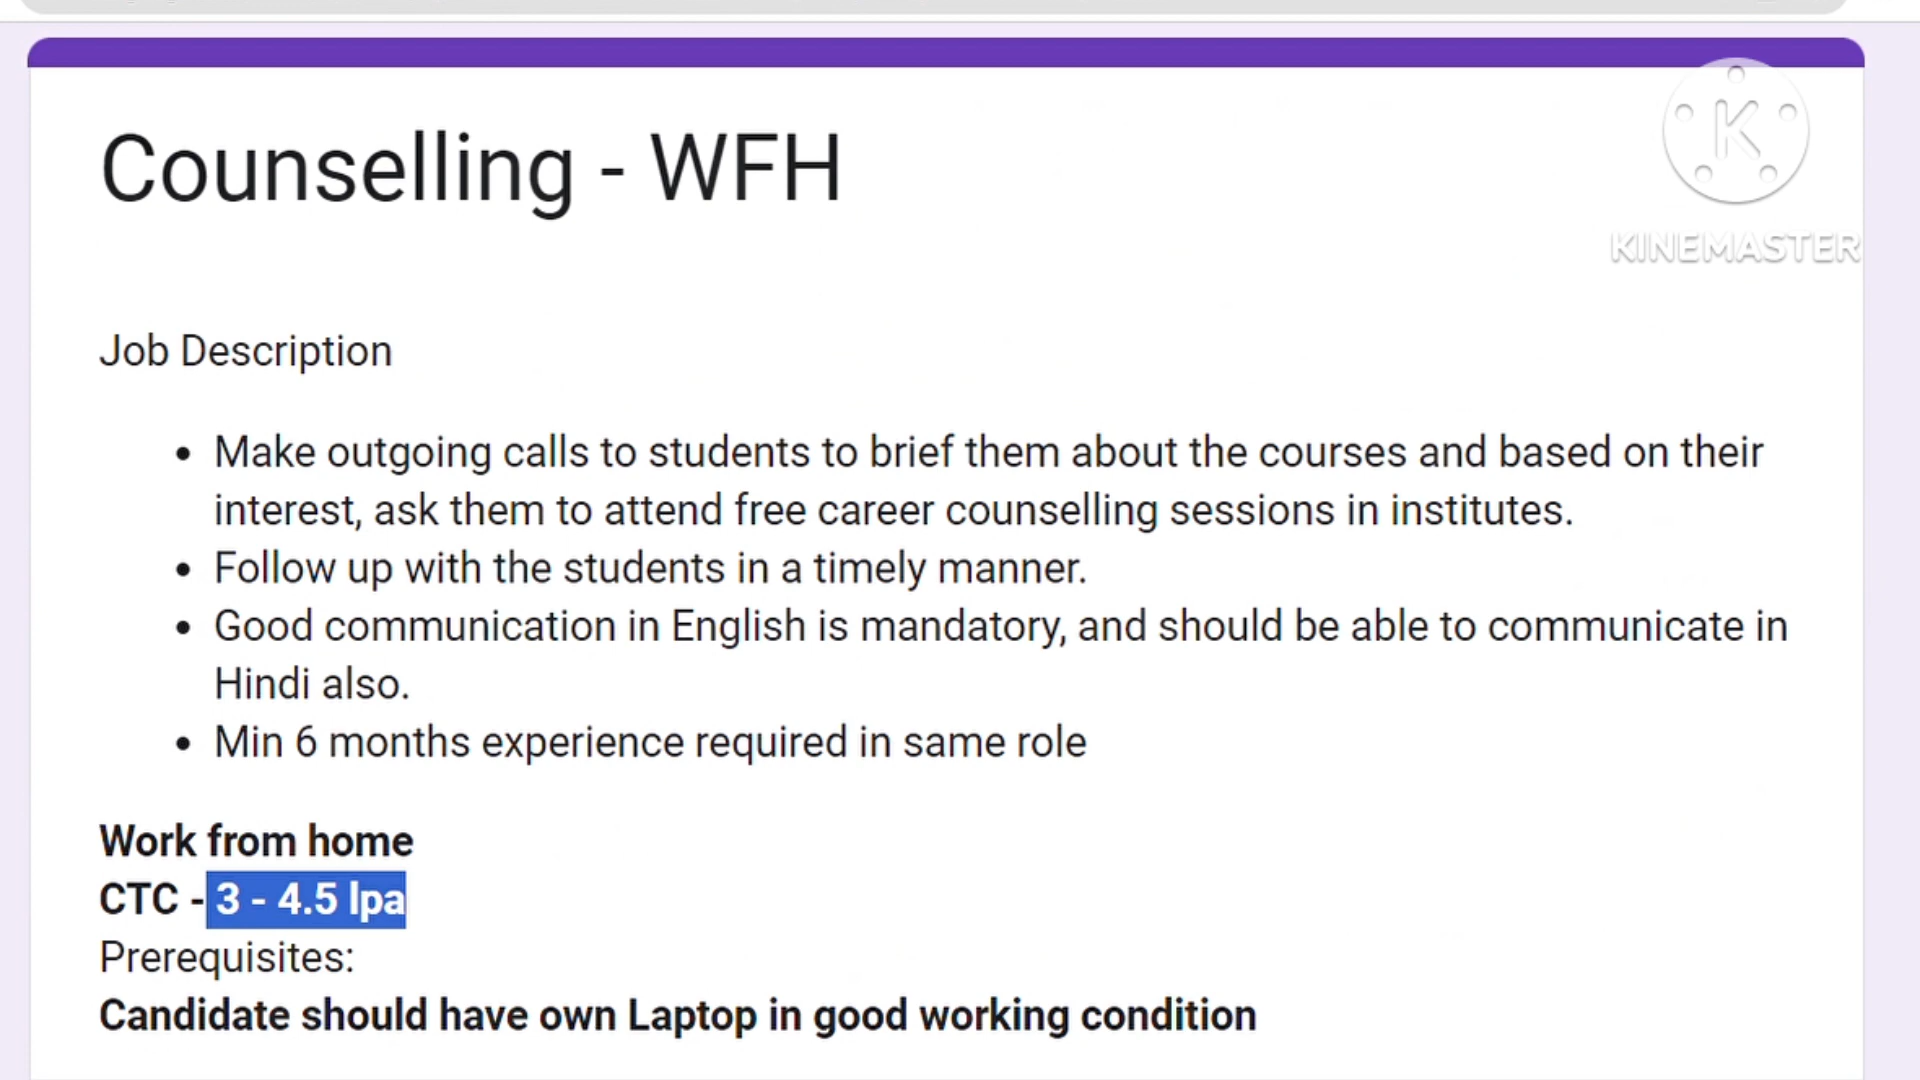 Counselling - WFH
K
KINEMASTER
Job Description
• Make outgoing calls to students to brief them about the courses and based on their
interest, ask them to attend free career counselling sessions in institutes.
• Follow up with the students in a timely manner.
• Good communication in English is mandatory, and should be able to communicate in
Hindi also.
• Min 6 months experience required in same role
Work from home
CTC - 3 - 4.5 lpa
Prerequisites:
Candidate should have own Laptop in good working condition